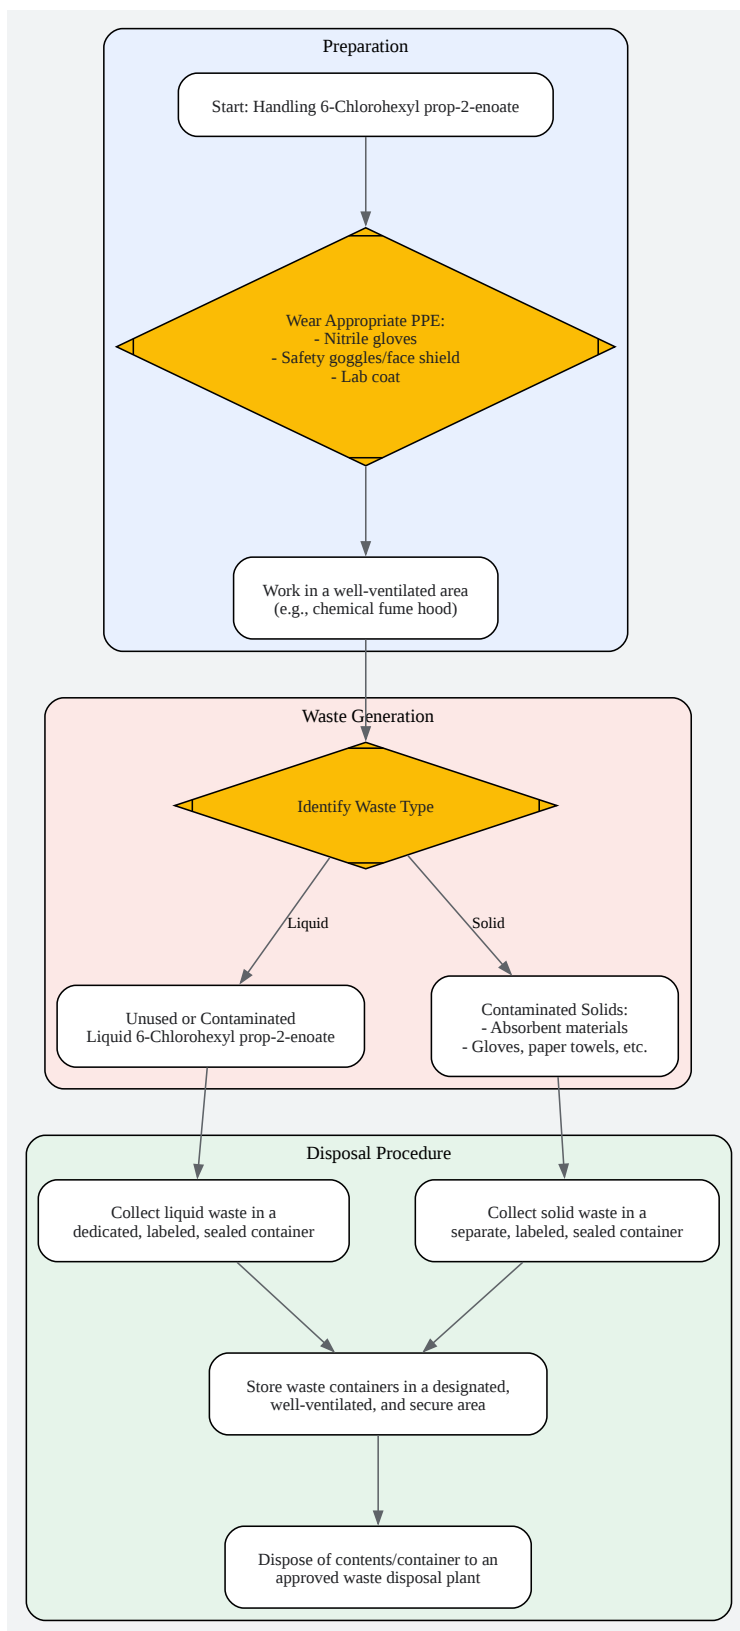 Preparation
Start: Handling 6-Chlorohexyl prop-2-enoate
Wear Appropriate PPE:
- Nitrile gloves
- Safety goggles/face shield
- Lab coat
Work in a well-ventilated area
(e.g., chemical fume hood)
Waste Generation
Identify Waste Type
Liquid
Solid
Unused or Contaminated
Liquid 6-Chlorohexyl prop-2-enoate
Contaminated Solids:
- Absorbent materials
- Gloves, paper towels, etc.
Disposal Procedure
Collect liquid waste in a
dedicated, labeled, sealed container
Collect solid waste in a
separate, labeled, sealed container
Store waste containers in a designated,
well-ventilated, and secure area
Dispose of contents/container to an
approved waste disposal plant